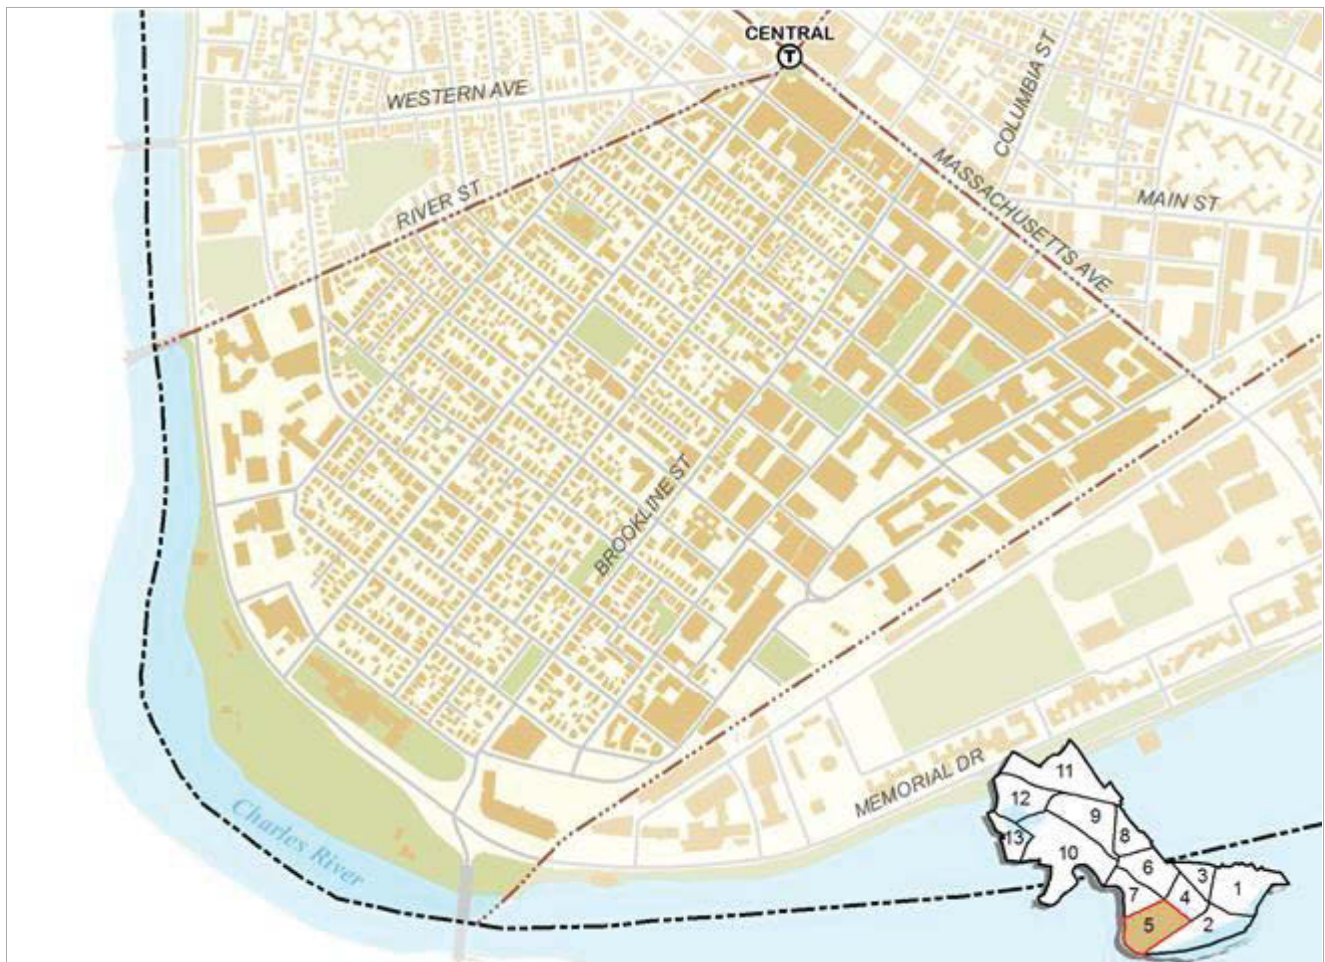 CENTRAL
T
WESTERN AVE
COLUMBIA ST
MASSACHUSETTS AVE
MAIN ST
RIVER ST
BROOKLINE ST
MEMORIAL DR
Charles River
11
12
9
8
13
10
6
3
1
7
4
5
2